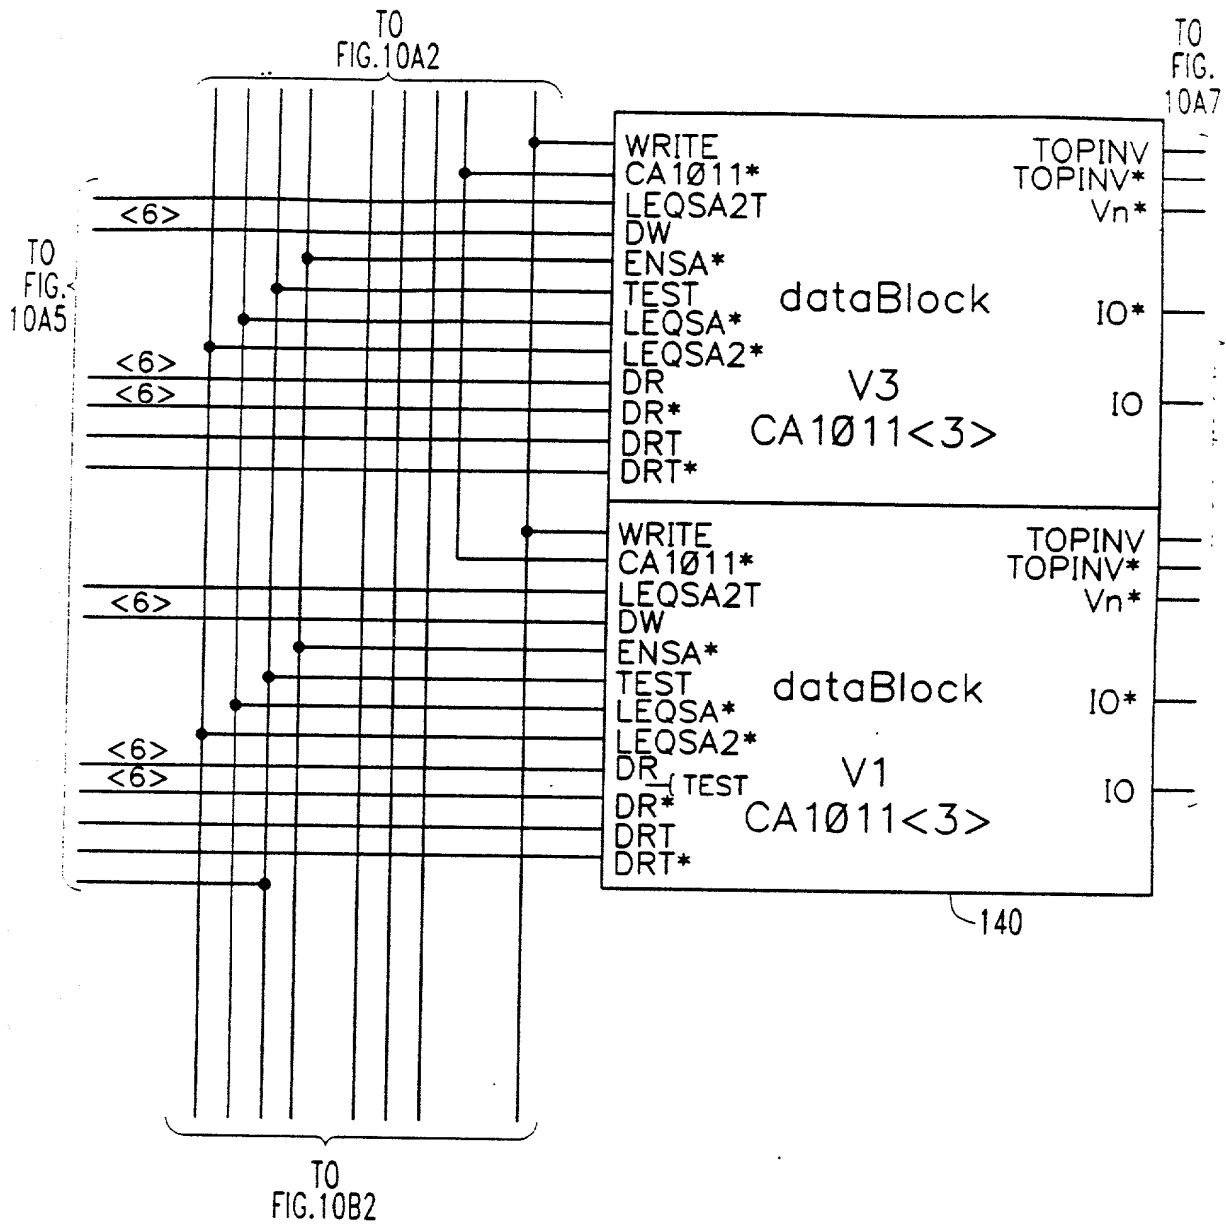 TO
FIG.10A2
TO
FIG.
10A7
TO
FIG.
10A5
<6>
<6>
<6>
WRITE
CA1Ø11*
LEQSA2T
DW
ENSA*
TEST
LEQSA*
LEQSA2*
DR
DR*
DRT
DRT*
dataBlock
V3
CA1Ø11<3>
TOPINV
TOPINV*
Vn*
IO*
IO
<6>
<6>
<6>
WRITE
CA1Ø11*
LEQSA2T
DW
ENSA*
TEST
LEQSA*
LEQSA2*
DR
TEST
DR*
DRT
DRT*
dataBlock
V1
CA1Ø11<3>
TOPINV
TOPINV*
Vn*
IO*
IO
140
TO
FIG.10B2